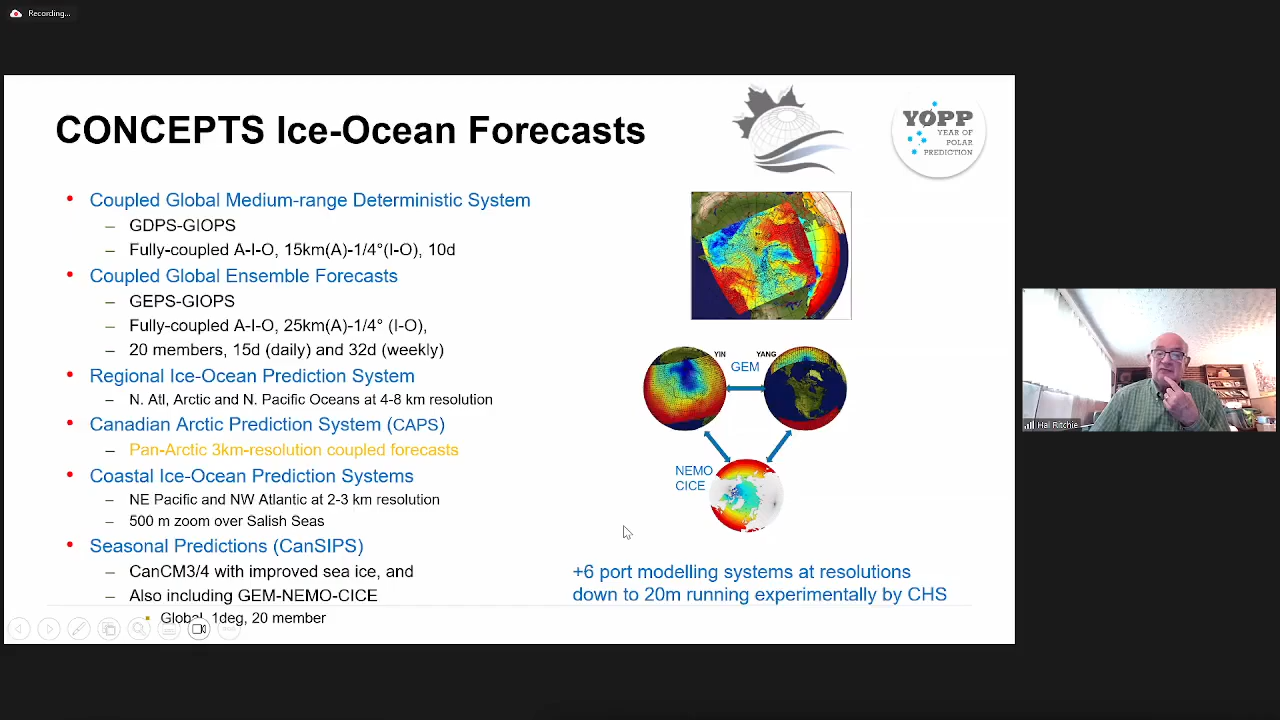 Recording...
CONCEPTS Ice-Ocean Forecasts
YOPP
YEAR OF
POLAR
PREDICTION
• Coupled Global Medium-range Deterministic System
– GDPS-GIOPS
– Fully-coupled A-I-O, 15km(A)-1/4°(I-O), 10d
• Coupled Global Ensemble Forecasts
– GEPS-GIOPS
– Fully-coupled A-I-O, 25km(A)-1/4° (I-O),
– 20 members, 15d (daily) and 32d (weekly)
• Regional Ice-Ocean Prediction System
– N. Atl, Arctic and N. Pacific Oceans at 4-8 km resolution
• Canadian Arctic Prediction System (CAPS)
– Pan-Arctic 3km-resolution coupled forecasts
• Coastal Ice-Ocean Prediction Systems
– NE Pacific and NW Atlantic at 2-3 km resolution
– 500 m zoom over Salish Seas
• Seasonal Predictions (CanSIPS)
– CanCM3/4 with improved sea ice, and
– Also including GEM-NEMO-CICE
Global, 1deg, 20 member
YIN
YANG
GEM
NEMO
CICE
+6 port modelling systems at resolutions
down to 20m running experimentally by CHS
Hal Ritchie